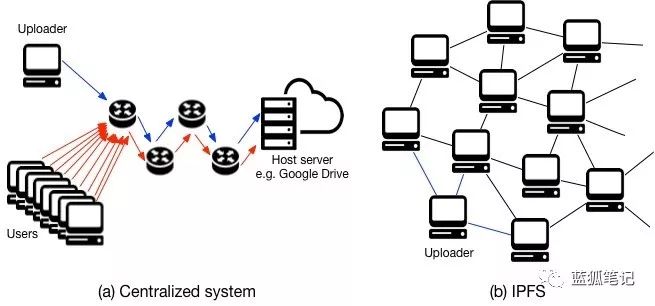 Uploader
Users
Host server
e.g. Google Drive
(a) Centralized system
Uploader
(b) IPFS
蓝狐笔记